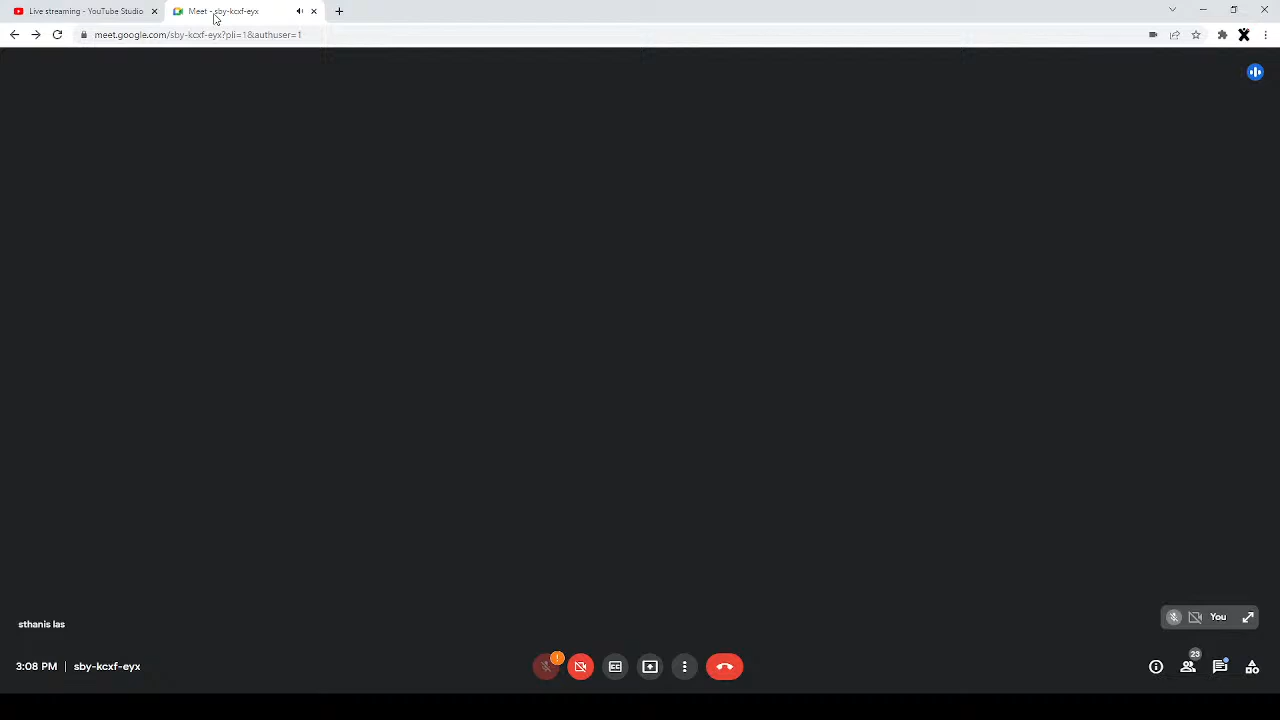 Live streaming - YouTube Studio
Meet - sby-kcxf-eyx
meet.google.com/sby-kcxf-eyx?pli=1&authuser=1
sthanis las
You
3:08 PM | sby-kcxf-eyx
23